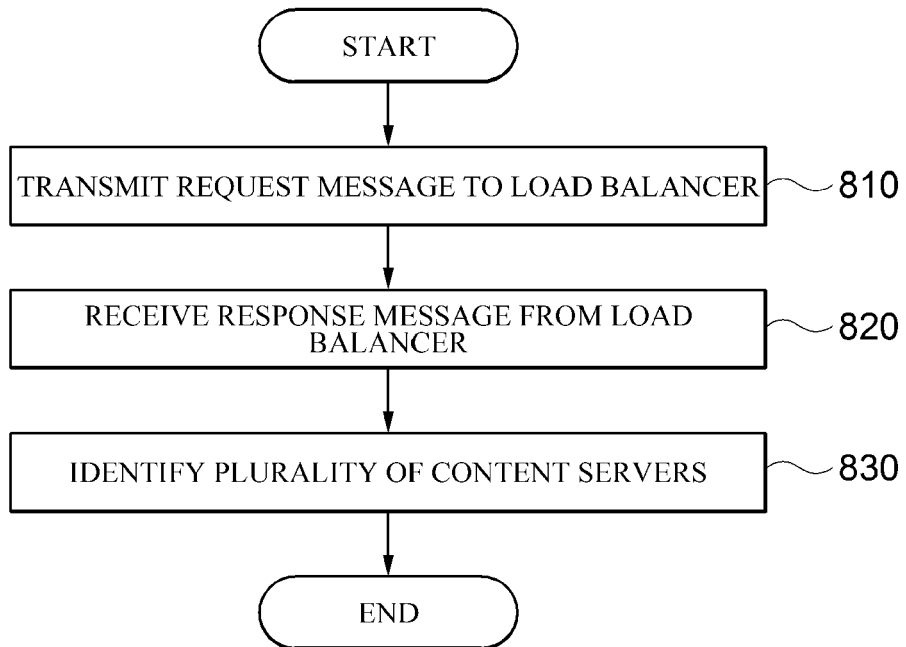 START
TRANSMIT REQUEST MESSAGE TO LOAD BALANCER
810
RECEIVE RESPONSE MESSAGE FROM LOAD
BALANCER
820
IDENTIFY PLURALITY OF CONTENT SERVERS
830
END